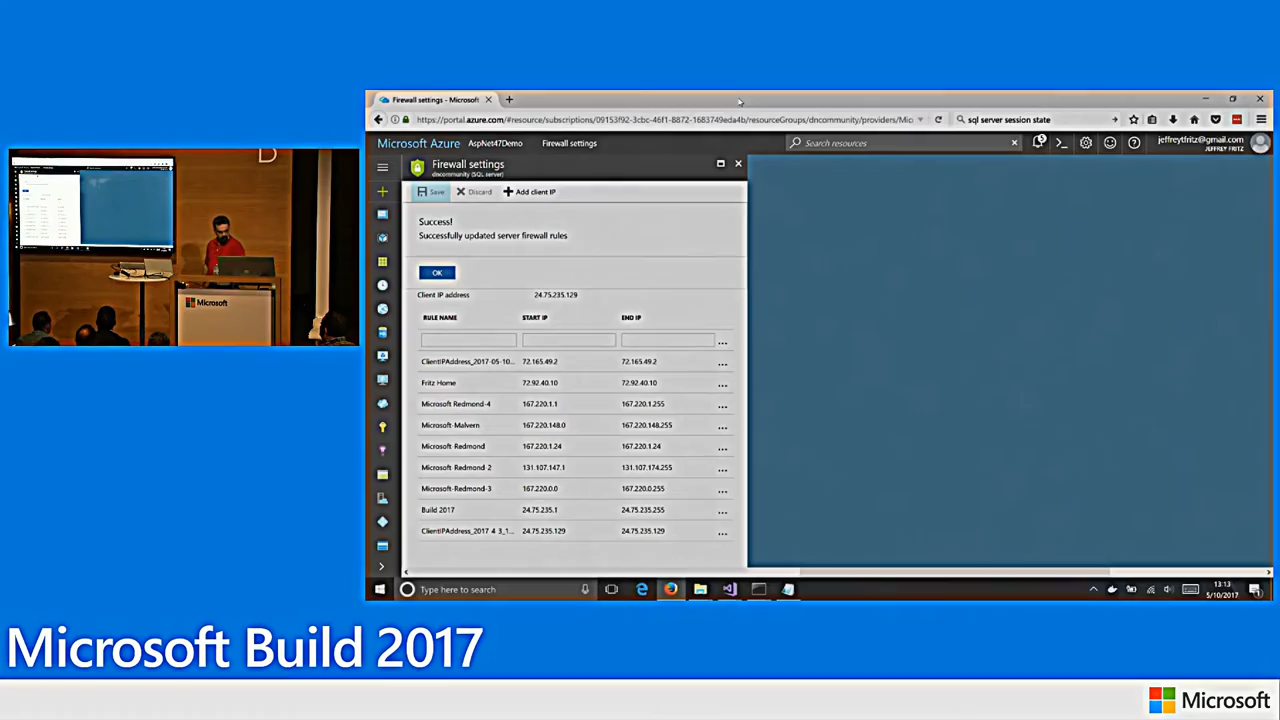 Firewall settings - Microsoft
https://portal.azure.com/#resource/subscriptions/09153f92-3cbc-46f1-8872-1683749eda4b/resourceGroups/dncommunity/providers/Mic
sql server session state
Microsoft Azure
AspNet47Demo
Firewall settings
Search resources
jeffreytfritz@gmail.com
JEFFREY FRITZ
Firewall settings
dncommunity (SQL server)
Save
Discard
Add client IP
Success!
Successfully updated server firewall rules
OK
Client IP address 24.75.235.129
RULE NAME START IP END IP
ClientIPAddress_2017-05-10... 72.165.49.2 72.165.49.2 ...
Fritz Home 72.92.40.10 72.92.40.10 ...
Microsoft Redmond-4 167.220.1.1 167.220.1.255 ...
Microsoft-Malvern 167.220.148.0 167.220.148.255 ...
Microsoft-Redmond 167.220.1.24 167.220.1.24 ...
Microsoft-Redmond-2 131.107.147.1 131.107.174.255 ...
Microsoft-Redmond-3 167.220.0.0 167.220.0.255 ...
Build 2017 24.75.235.1 24.75.235.255 ...
ClientIPAddress_2017 4 3_1... 24.75.235.129 24.75.235.129 ...
Type here to search
13:13
5/10/2017
Microsoft
Microsoft Build 2017
Microsoft